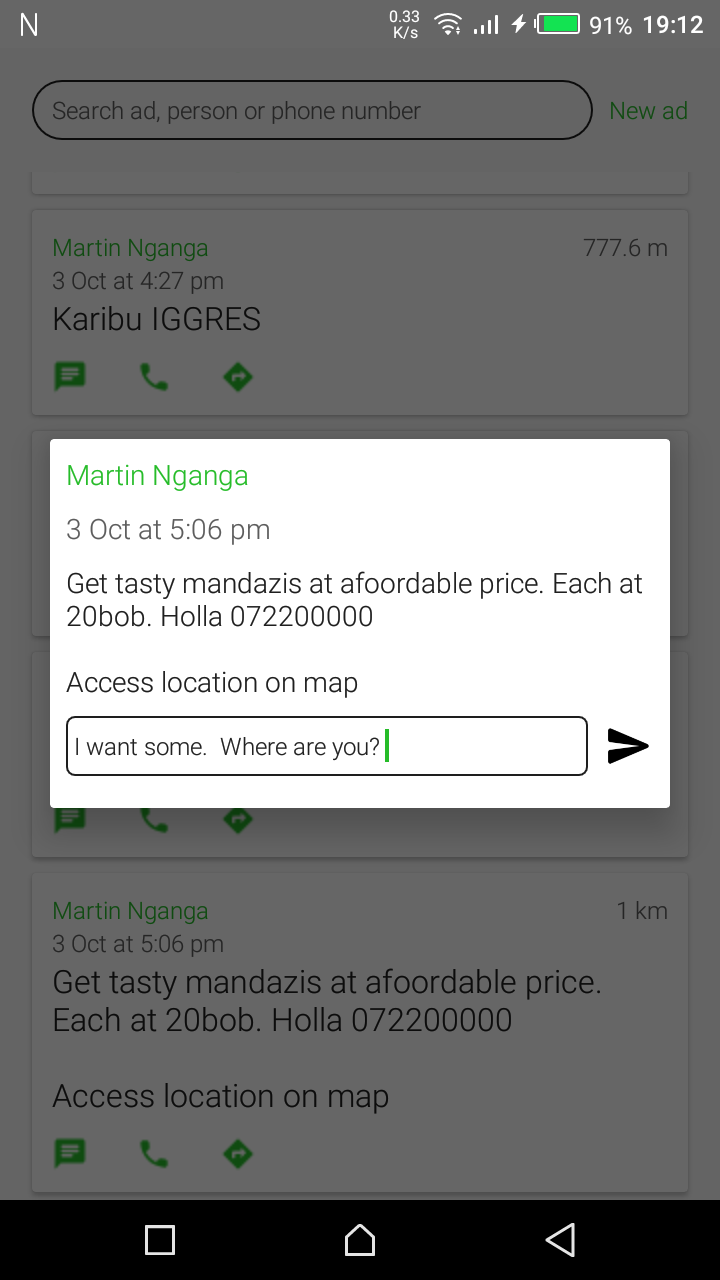 N
0.33
K/s
91% 19:12
Search ad, person or phone number
New ad
Martin Nganga
777.6 m
3 Oct at 4:27 pm
Karibu IGGRES
Martin Nganga
3 Oct at 5:06 pm
Get tasty mandazis at afoordable price. Each at
20bob. Holla 072200000
Access location on map
I want some.  Where are you?
Martin Nganga
1 km
3 Oct at 5:06 pm
Get tasty mandazis at afoordable price.
Each at 20bob. Holla 072200000
Access location on map